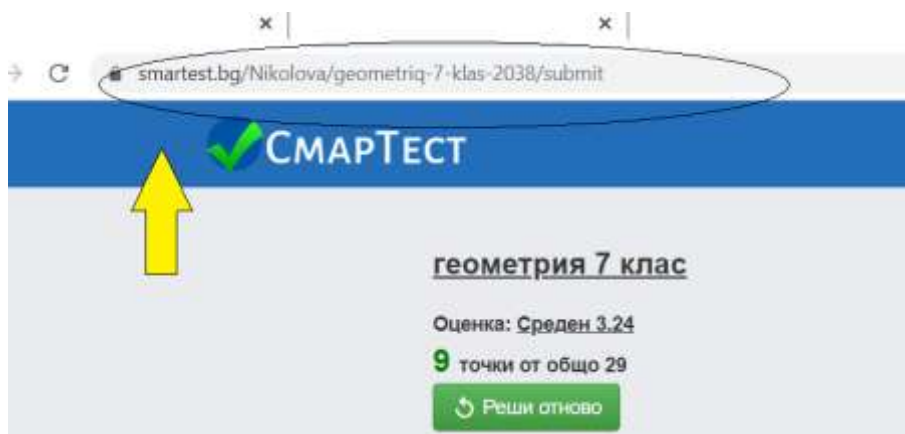 smartest.bg/Nikolova/geometriq-7-klas-2038/submit
СМАРТЕСТ
геометрия 7 клас
Оценка: Среден 3.24
9 точки от общо 29
Реши отново